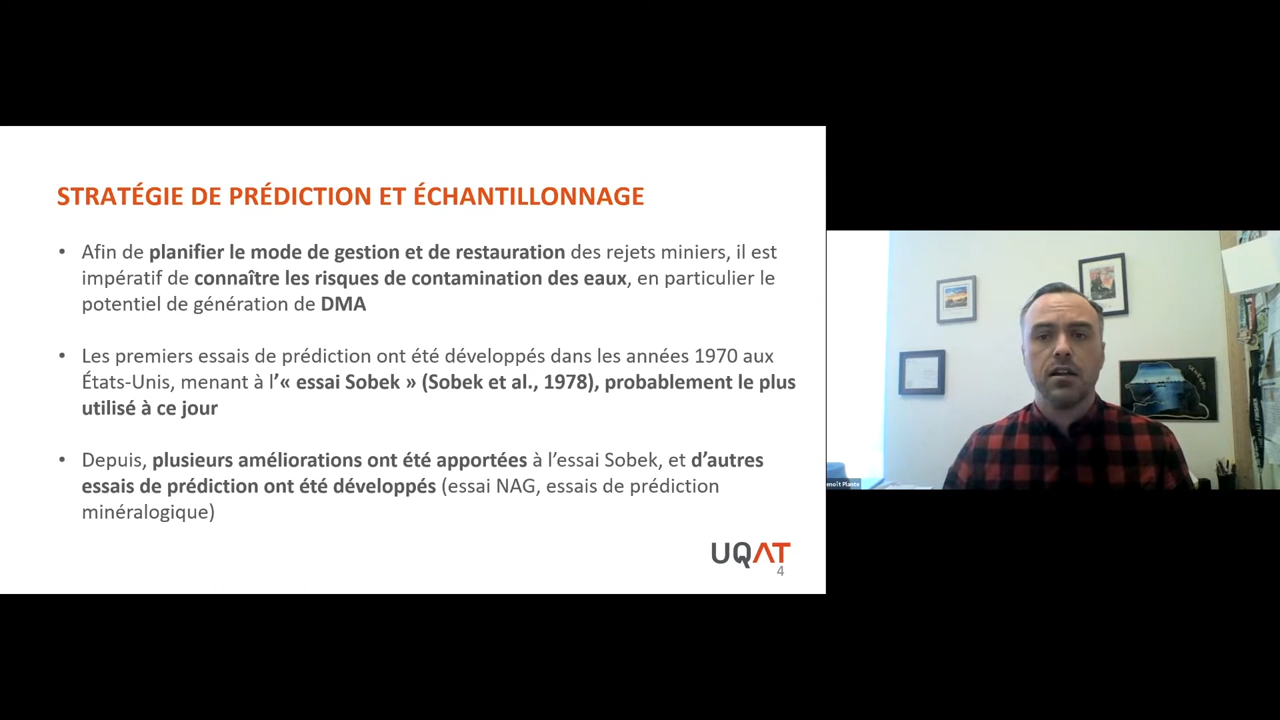 STRATÉGIE DE PRÉDICTION ET ÉCHANTILLONNAGE
• Afin de planifier le mode de gestion et de restauration des rejets miniers, il est
impératif de connaître les risques de contamination des eaux, en particulier le
potentiel de génération de DMA
• Les premiers essais de prédiction ont été développés dans les années 1970 aux
États-Unis, menant à l’« essai Sobek » (Sobek et al., 1978), probablement le plus
utilisé à ce jour
• Depuis, plusieurs améliorations ont été apportées à l’essai Sobek, et d’autres
essais de prédiction ont été développés (essai NAG, essais de prédiction
minéralogique)
UQAT
4
enoît Plante